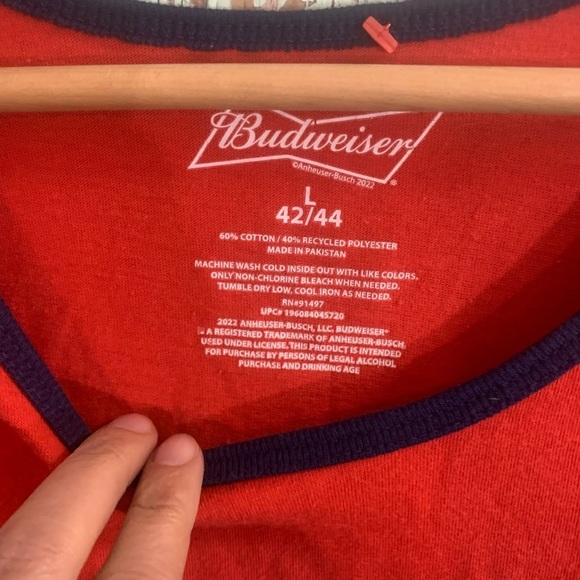 Budweiser
©Anheuser-Busch 2022
L
42/44
60% COTTON / 40% RECYCLED POLYESTER
MADE IN PAKISTAN
MACHINE WASH COLD INSIDE OUT WITH LIKE COLORS.
ONLY NON-CHLORINE BLEACH WHEN NEEDED.
TUMBLE DRY LOW, COOL IRON AS NEEDED.
RN#91497
UPC# 196084045720
2022 ANHEUSER-BUSCH, LLC. BUDWEISER®
IS A REGISTERED TRADEMARK OF ANHEUSER-BUSCH,
USED UNDER LICENSE. THIS PRODUCT IS INTENDED
FOR PURCHASE BY PERSONS OF LEGAL ALCOHOL
PURCHASE AND DRINKING AGE